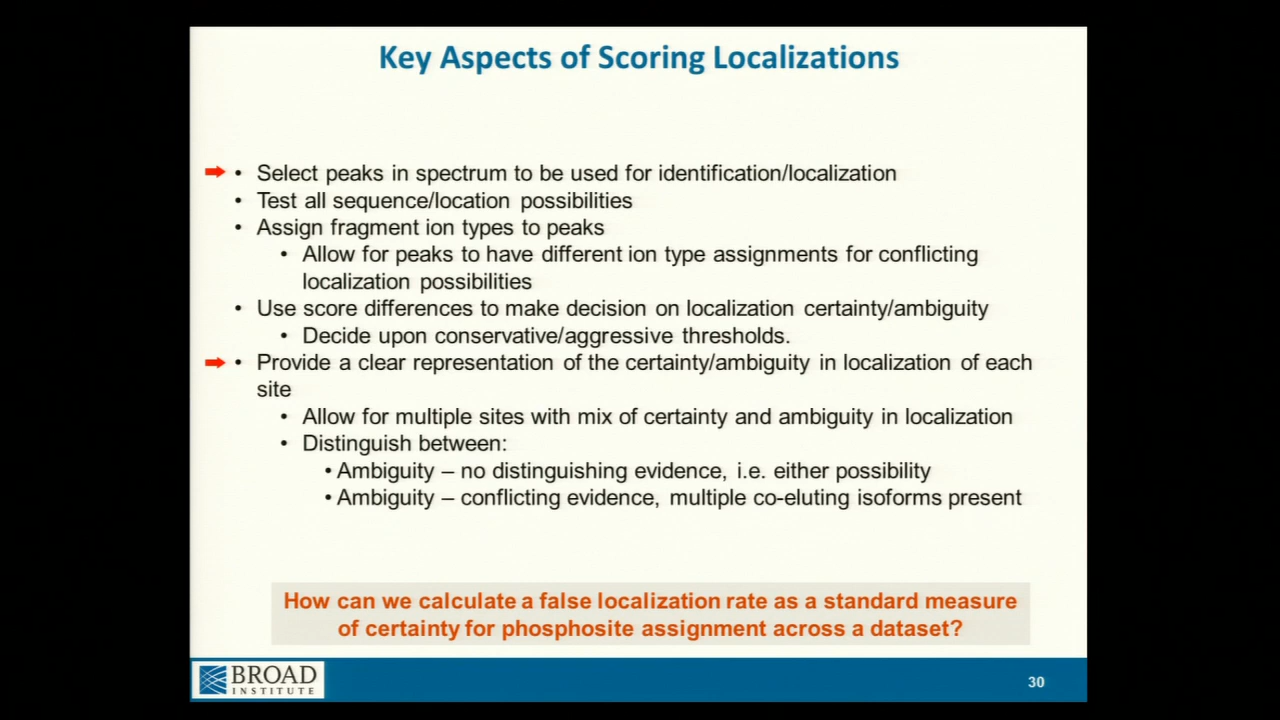 Key Aspects of Scoring Localizations
• Select peaks in spectrum to be used for identification/localization
• Test all sequence/location possibilities
• Assign fragment ion types to peaks
• Allow for peaks to have different ion type assignments for conflicting
localization possibilities
• Use score differences to make decision on localization certainty/ambiguity
• Decide upon conservative/aggressive thresholds.
• Provide a clear representation of the certainty/ambiguity in localization of each
site
• Allow for multiple sites with mix of certainty and ambiguity in localization
• Distinguish between:
• Ambiguity – no distinguishing evidence, i.e. either possibility
• Ambiguity – conflicting evidence, multiple co-eluting isoforms present
How can we calculate a false localization rate as a standard measure
of certainty for phosphosite assignment across a dataset?
BROAD
INSTITUTE
30